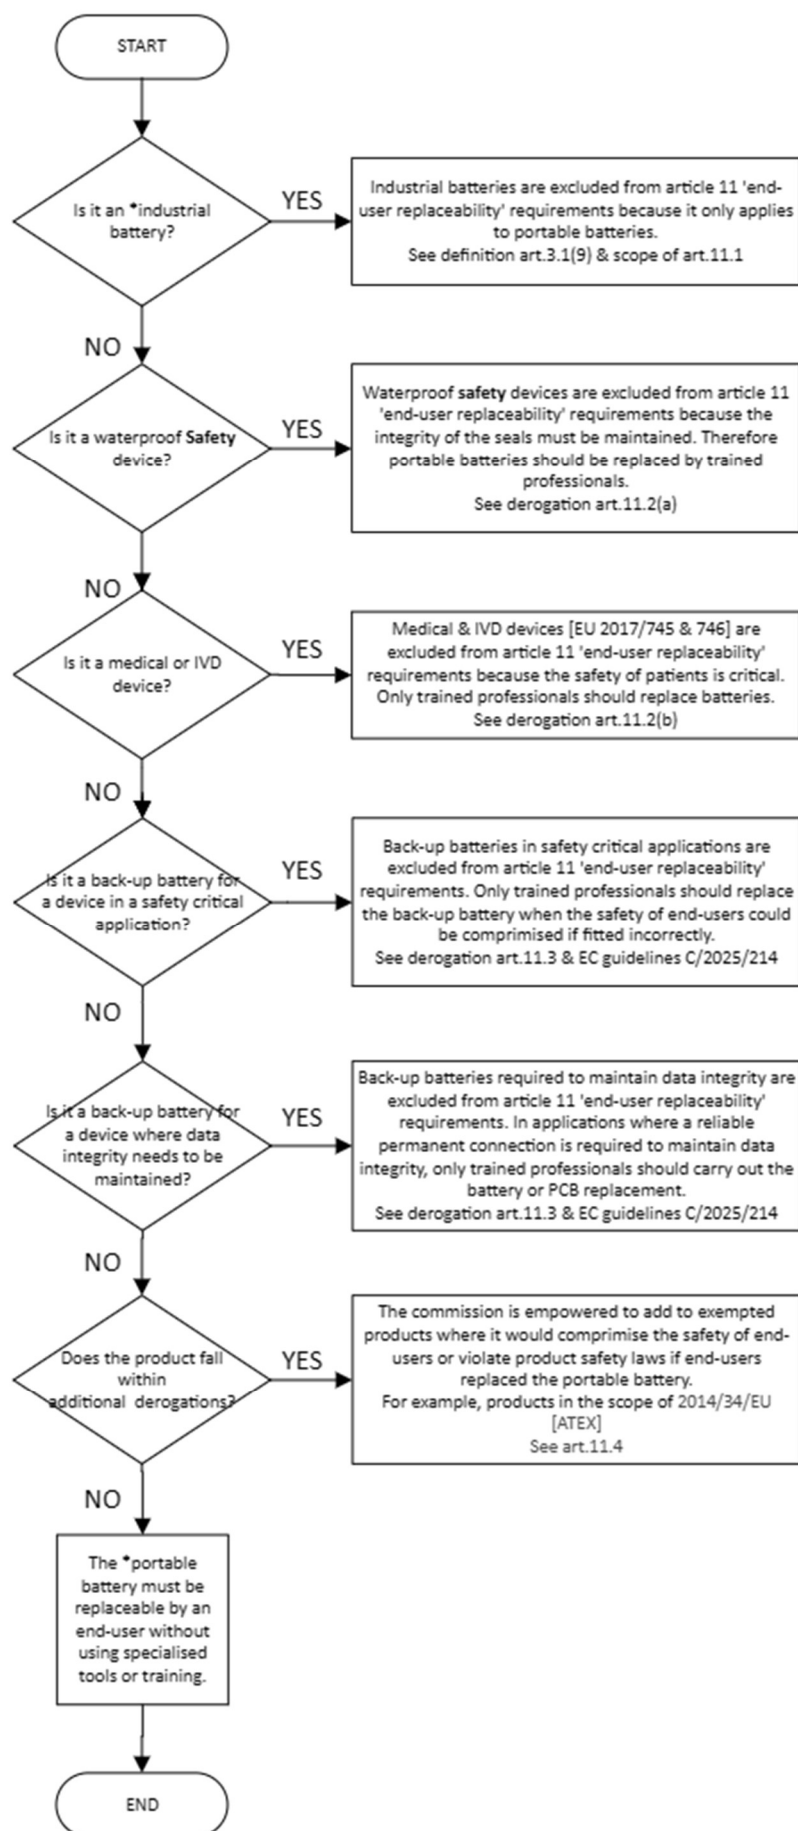 START
Is it an *industrial
battery?
YES
Industrial batteries are excluded from article 11 'end-
user replaceability' requirements because it only applies
to portable batteries.
See definition art.3.1(9) & scope of art.11.1
NO
Is it a waterproof Safety
device?
YES
Waterproof safety devices are excluded from article 11
'end-user replaceability' requirements because the
integrity of the seals must be maintained. Therefore
portable batteries should be replaced by trained
professionals.
See derogation art.11.2(a)
NO
Is it a medical or IVD
device?
YES
Medical & IVD devices [EU 2017/745 & 746] are
excluded from article 11 'end-user replaceability'
requirements because the safety of patients is critical.
Only trained professionals should replace batteries.
See derogation art.11.2(b)
NO
Is it a back-up battery for
a device in a safety critical
application?
YES
Back-up batteries in safety critical applications are
excluded from article 11 'end-user replaceability'
requirements. Only trained professionals should replace
the back-up battery when the safety of end-users could
be comprimised if fitted incorrectly.
See derogation art.11.3 & EC guidelines C/2025/214
NO
Is it a back-up battery for
a device where data
integrity needs to be
maintained?
YES
Back-up batteries required to maintain data integrity are
excluded from article 11 'end-user replaceability'
requirements. In applications where a reliable
permanent connection is required to maintain data
integrity, only trained professionals should carry out the
battery or PCB replacement.
See derogation art.11.3 & EC guidelines C/2025/214
NO
Does the product fall
within
additional derogations?
YES
The commission is empowered to add to exempted
products where it would comprimise the safety of end-
users or violate product safety laws if end-users
replaced the portable battery.
For example, products in the scope of 2014/34/EU
[ATEX]
See art.11.4
NO
The *portable
battery must be
replaceable by an
end-user without
using specialised
tools or training.
END